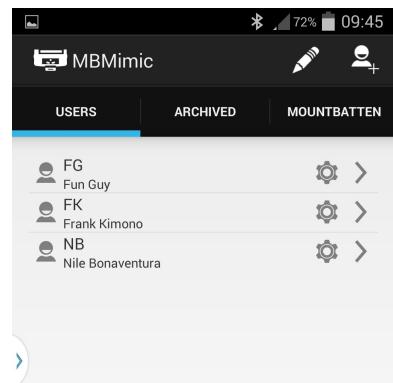 72% 09:45
MBMimic
USERS ARCHIVED MOUNTBATTEN
FG
Fun Guy
FK
Frank Kimono
NB
Nile Bonaventura